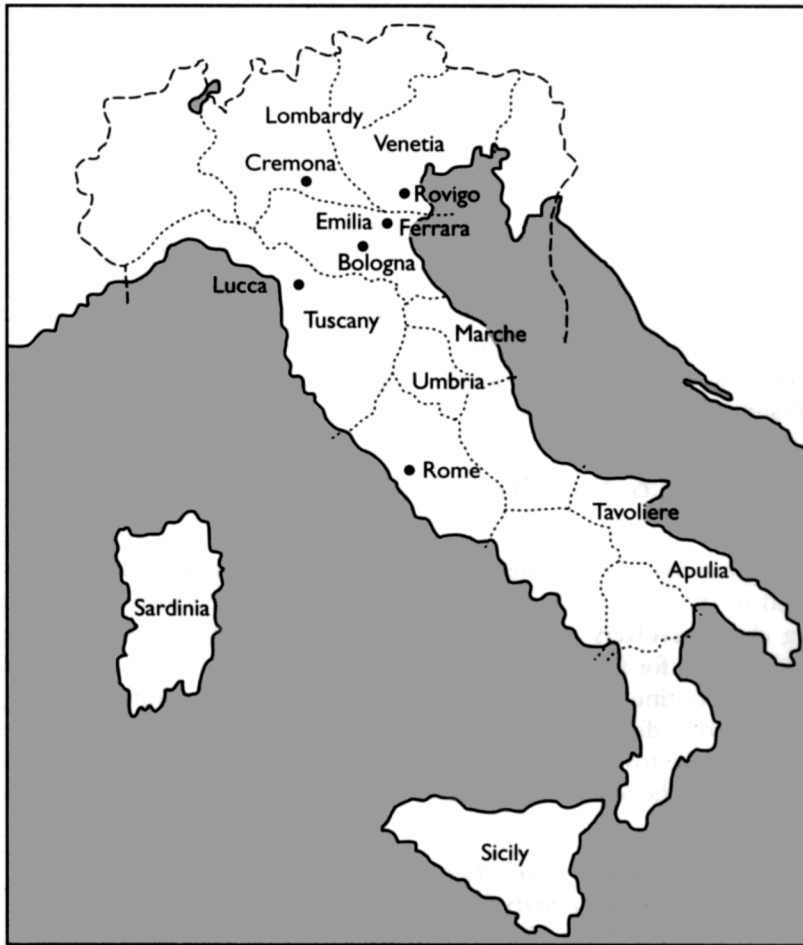 Lombardy
Venetia
Cremona
Rovigo
Emilia
Ferrara
Bologna
Lucca
Tuscany
Marche
Umbria
Rome
Tavoliere
Apulia
Sardinia
Sicily